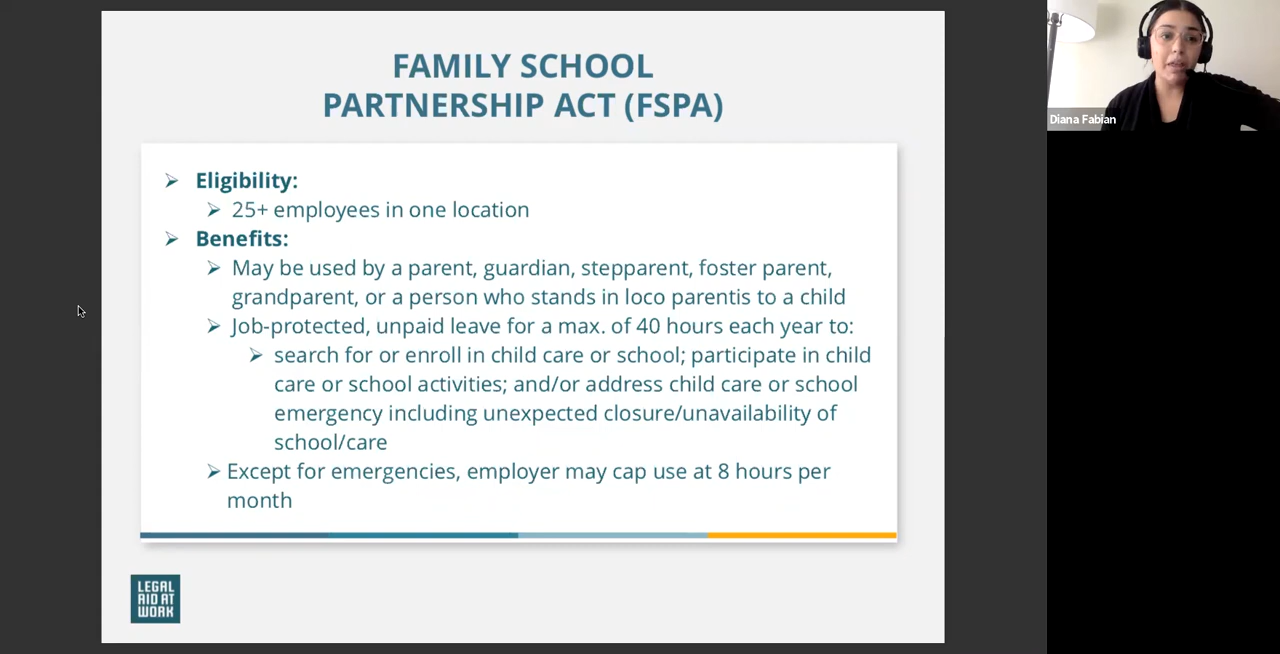 FAMILY SCHOOL
PARTNERSHIP ACT (FSPA)
Eligibility:
25+ employees in one location
Benefits:
May be used by a parent, guardian, stepparent, foster parent,
grandparent, or a person who stands in loco parentis to a child
Job-protected, unpaid leave for a max. of 40 hours each year to:
search for or enroll in child care or school; participate in child
care or school activities; and/or address child care or school
emergency including unexpected closure/unavailability of
school/care
Except for emergencies, employer may cap use at 8 hours per
month
LEGAL
AID AT
WORK
Diana Fabian